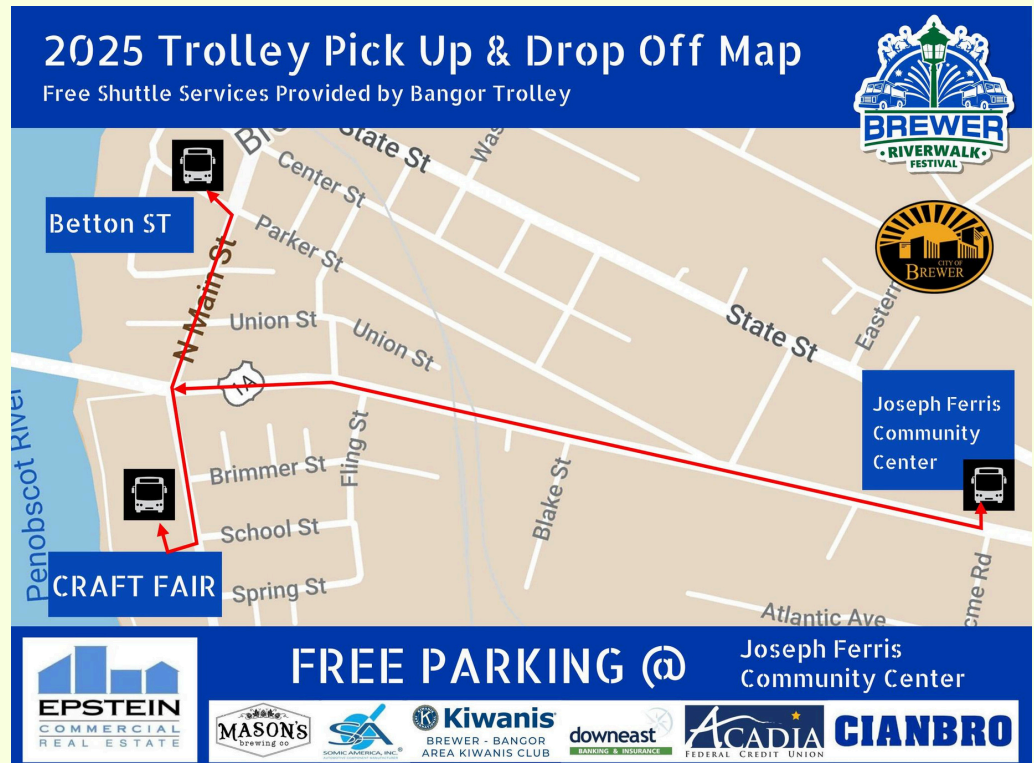 2025 Trolley Pick Up & Drop Off Map
Free Shuttle Services Provided by Bangor Trolley
BREWER
• RIVERWALK •
FESTIVAL
State St
Center St
Betton ST
Parker St
N Main St
CITY OF
BREWER
Union St
Union St
State St
Eastern
1A
Joseph Ferris
Community
Center
Penobscot River
Brimmer St
Fling St
Blake St
School St
CRAFT FAIR
Spring St
Atlantic Ave
cme Rd
FREE PARKING @
Joseph Ferris
Community Center
EPSTEIN
COMMERCIAL
REAL ESTATE
MASON'S
brewing co
SOMIC AMERICA, INC.
Kiwanis
BREWER - BANGOR
AREA KIWANIS CLUB
downeast
BANKING & INSURANCE
ACADIA
FEDERAL CREDIT UNION
CIANBRO